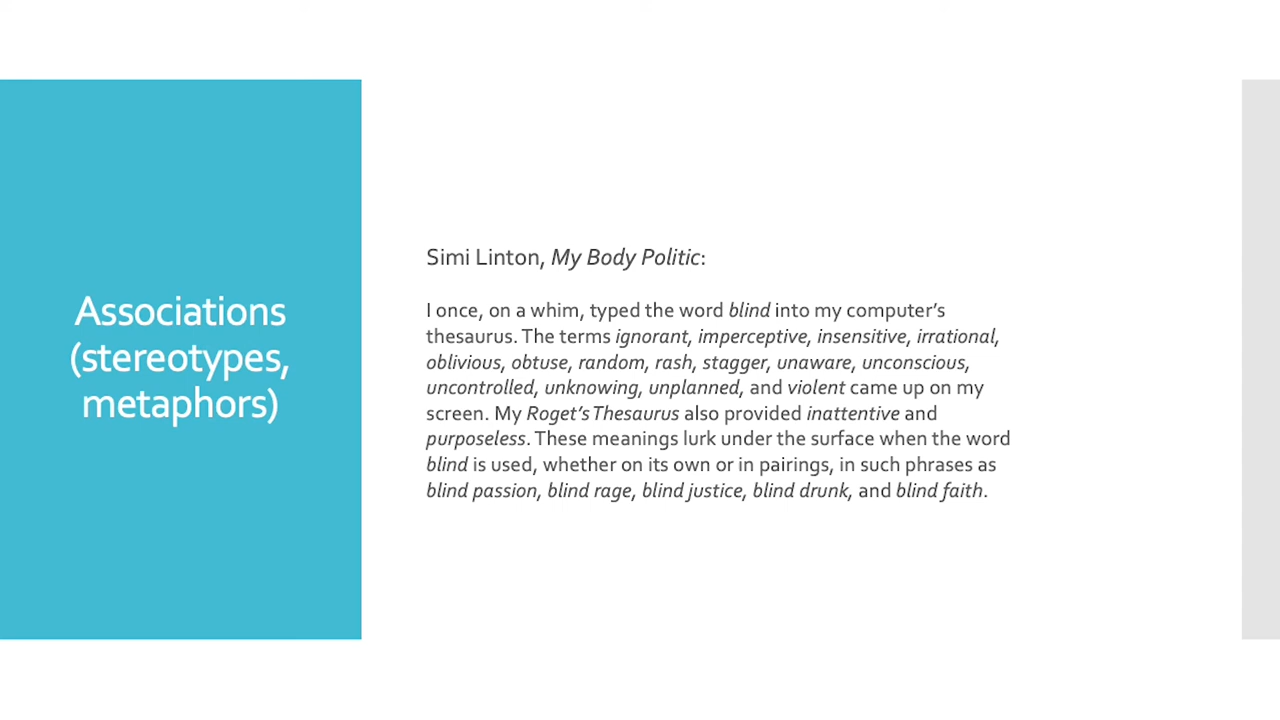 Associations
(stereotypes,
metaphors)
Simi Linton, My Body Politic:
I once, on a whim, typed the word blind into my computer’s
thesaurus. The terms ignorant, imperceptive, insensitive, irrational,
oblivious, obtuse, random, rash, stagger, unaware, unconscious,
uncontrolled, unknowing, unplanned, and violent came up on my
screen. My Roget’s Thesaurus also provided inattentive and
purposeless. These meanings lurk under the surface when the word
blind is used, whether on its own or in pairings, in such phrases as
blind passion, blind rage, blind justice, blind drunk, and blind faith.